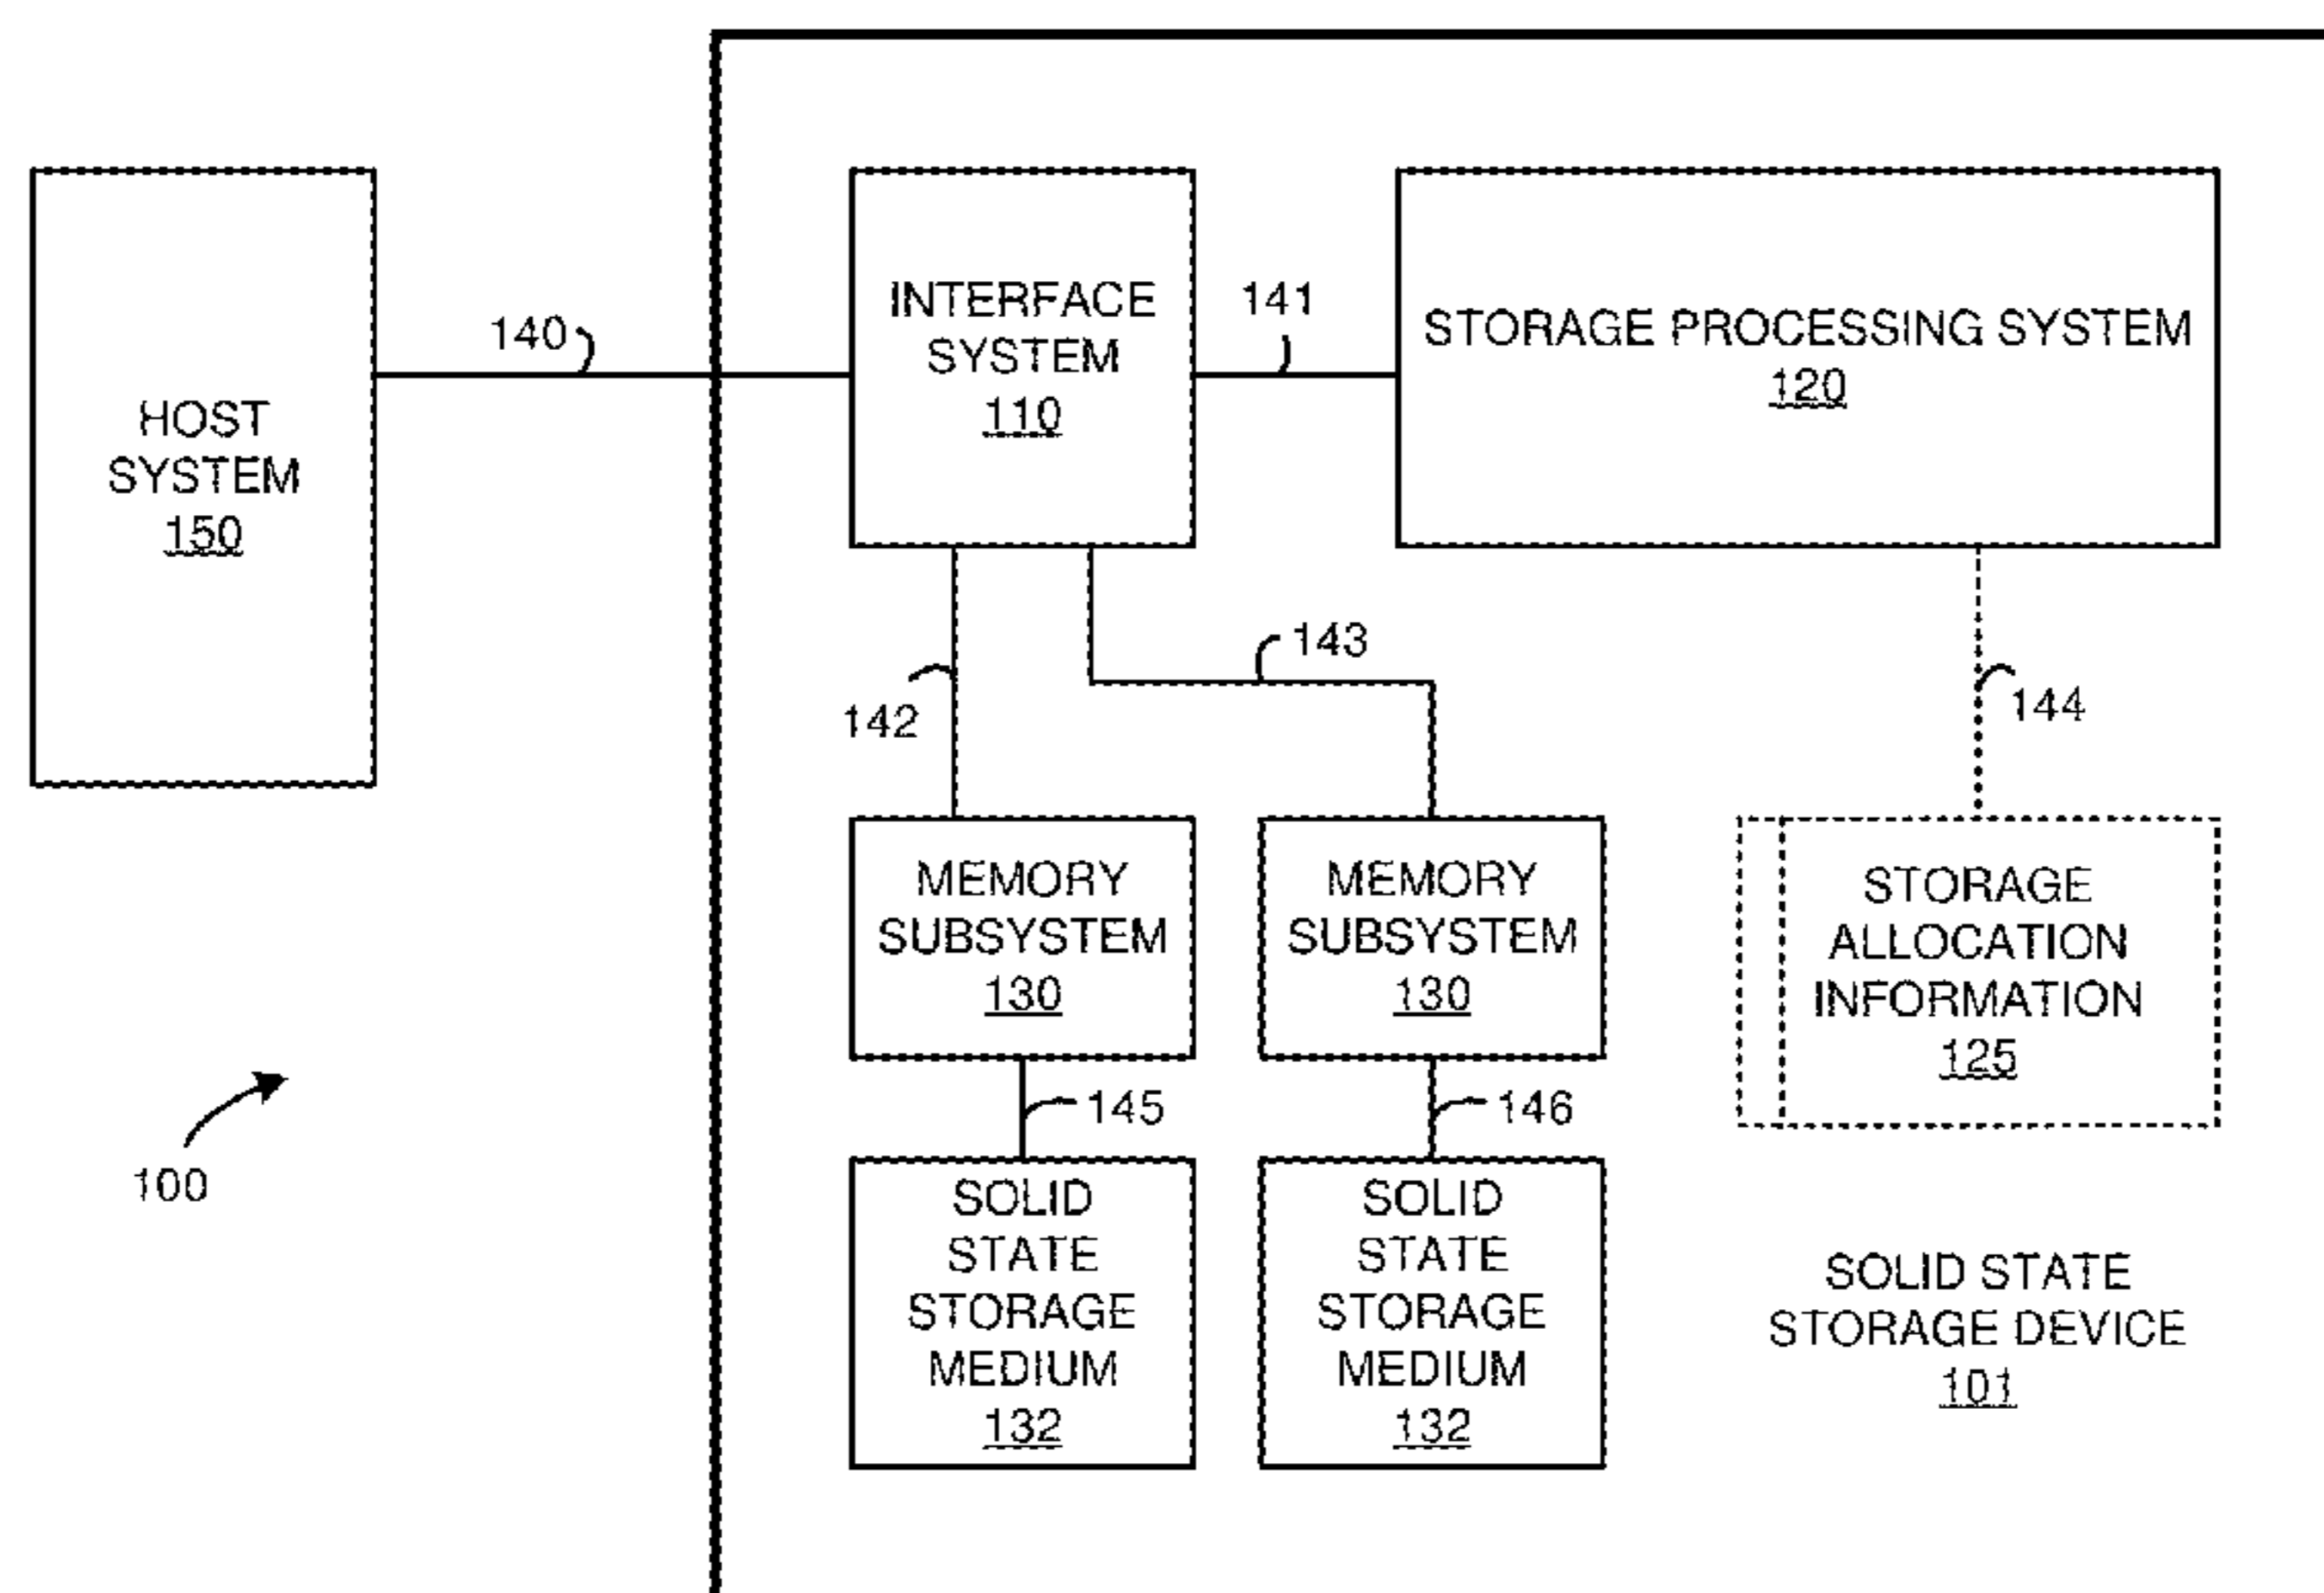 HOST
SYSTEM
150
140
INTERFACE
SYSTEM
110
141
STORAGE PROCESSING SYSTEM
120
142
143
144
MEMORY
SUBSYSTEM
130
MEMORY
SUBSYSTEM
130
STORAGE
ALLOCATION
INFORMATION
125
145
146
100
SOLID
STATE
STORAGE
MEDIUM
132
SOLID
STATE
STORAGE
MEDIUM
132
SOLID STATE
STORAGE DEVICE
101